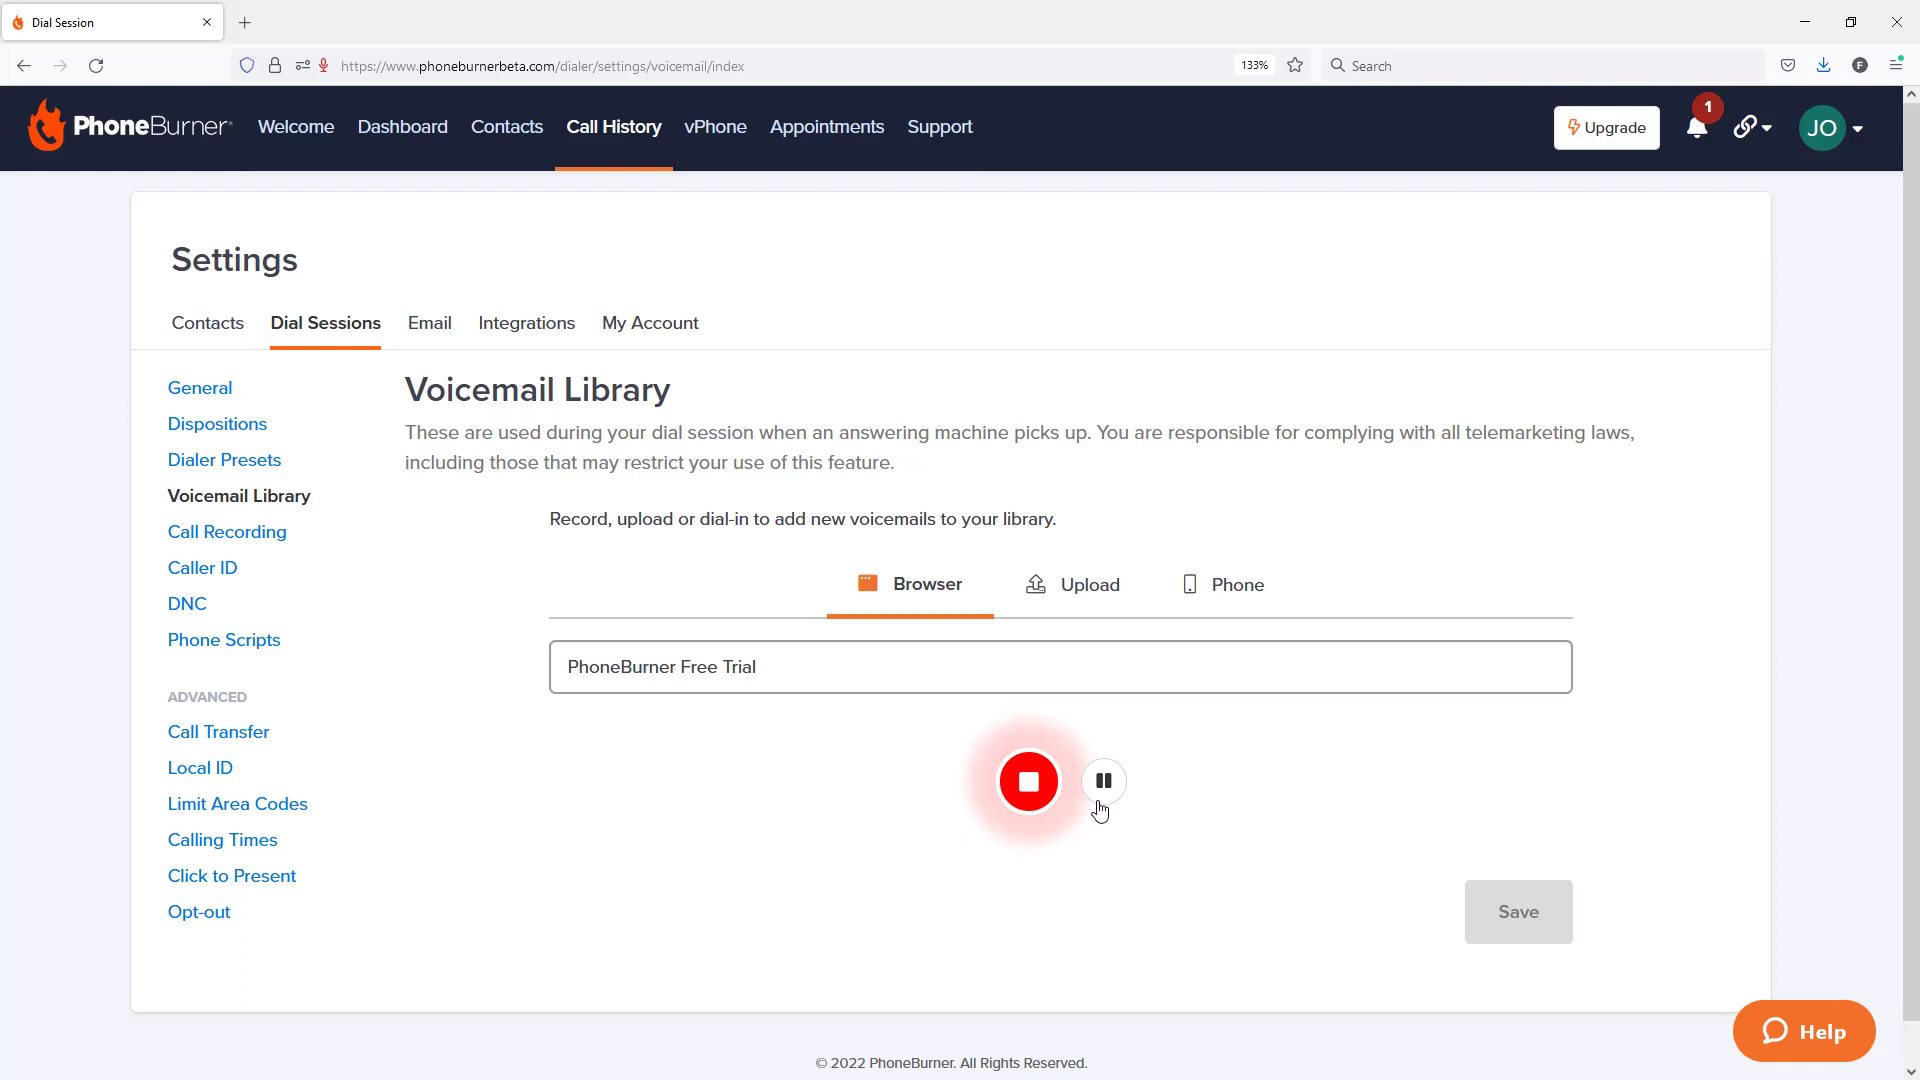 Dial Session
https://www.phoneburnerbeta.com/dialer/settings/voicemail/index
133%
Search
F
PhoneBurner
Welcome
Dashboard
Contacts
Call History
vPhone
Appointments
Support
Upgrade
1
JO
Settings
Contacts
Dial Sessions
Email
Integrations
My Account
General
Dispositions
Dialer Presets
Voicemail Library
Call Recording
Caller ID
DNC
Phone Scripts
ADVANCED
Call Transfer
Local ID
Limit Area Codes
Calling Times
Click to Present
Opt-out
Voicemail Library
These are used during your dial session when an answering machine picks up. You are responsible for complying with all telemarketing laws,
including those that may restrict your use of this feature.
Record, upload or dial-in to add new voicemails to your library.
Browser
Upload
Phone
PhoneBurner Free Trial
Save
Help
© 2022 PhoneBurner. All Rights Reserved.